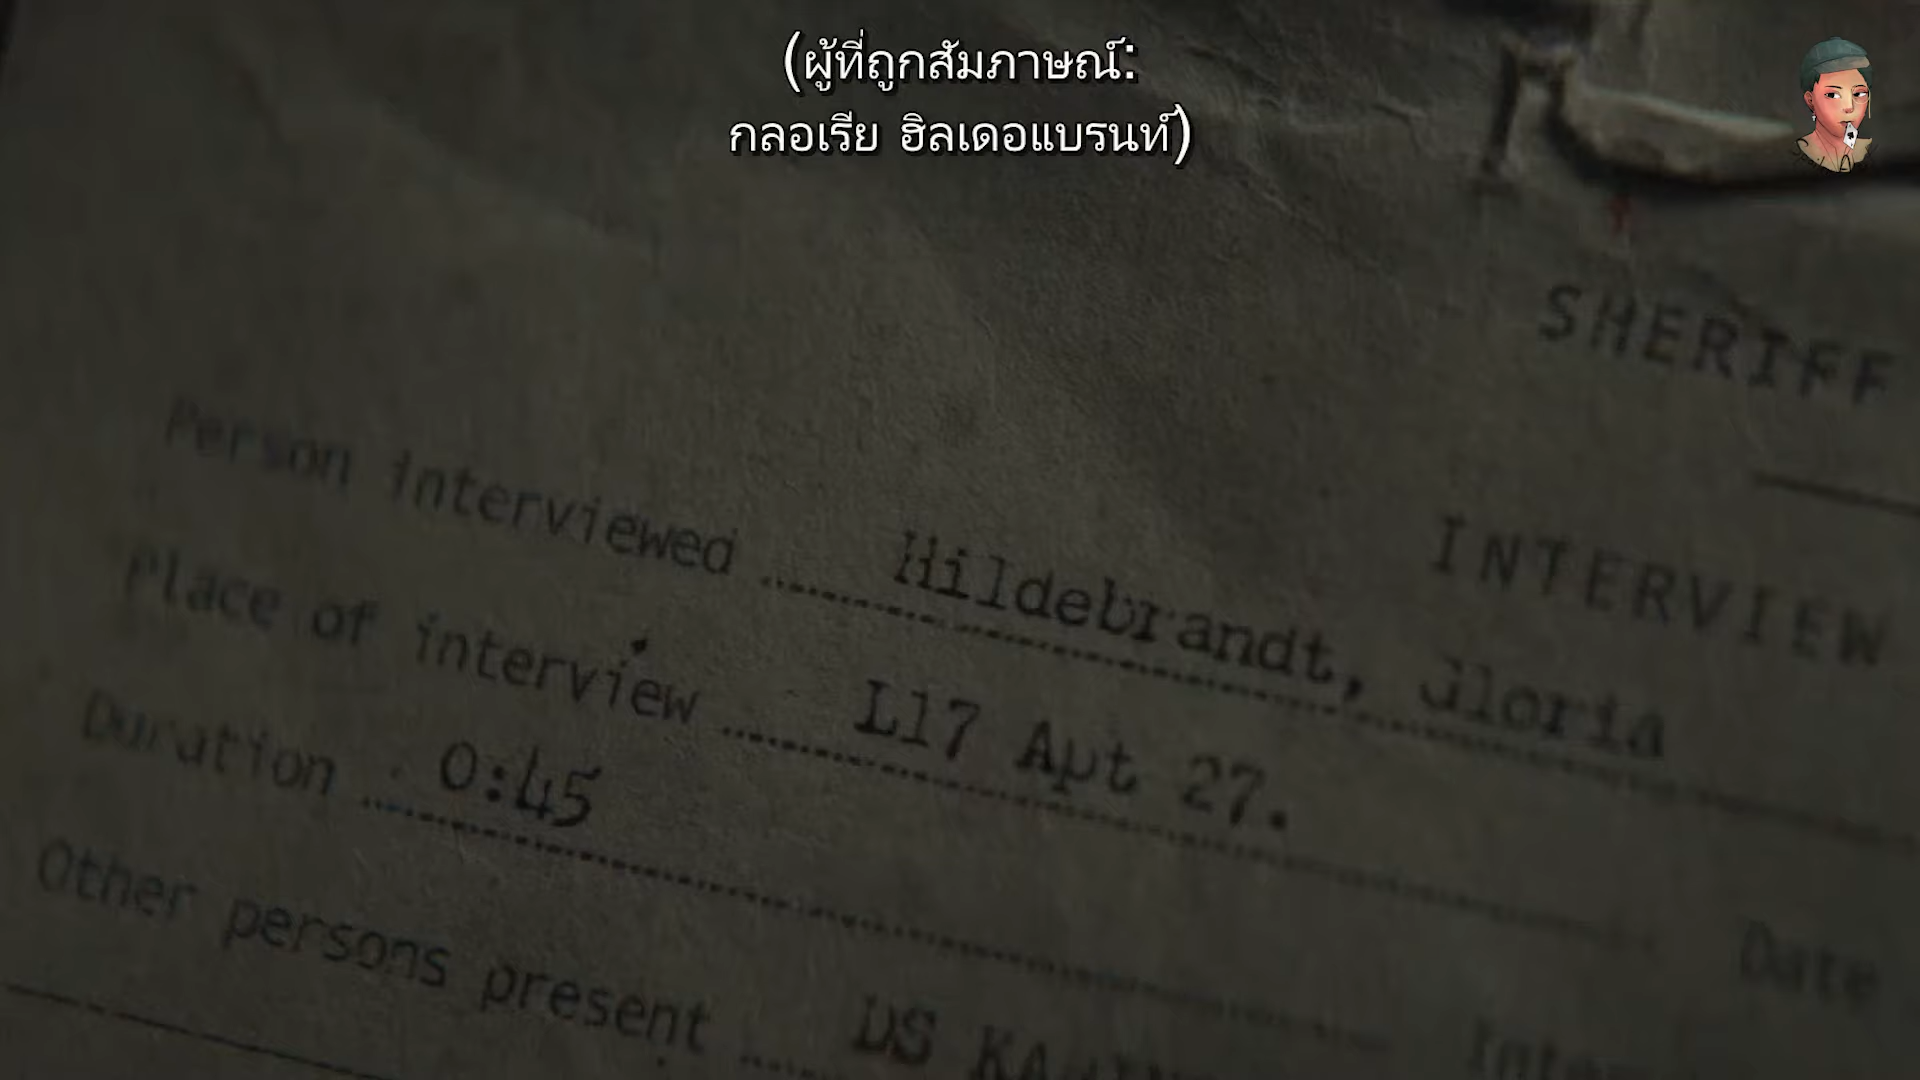 (ผู้ที่ถูกสัมภาษณ์:
กลอเรีย ฮิลเดอแบรนท์)
SHERIFF
INTERVIEW
Person interviewed Hildebrandt, Gloria
Place of interview L17 Apt 27.
Duration 0:45
Date
Other persons present DS